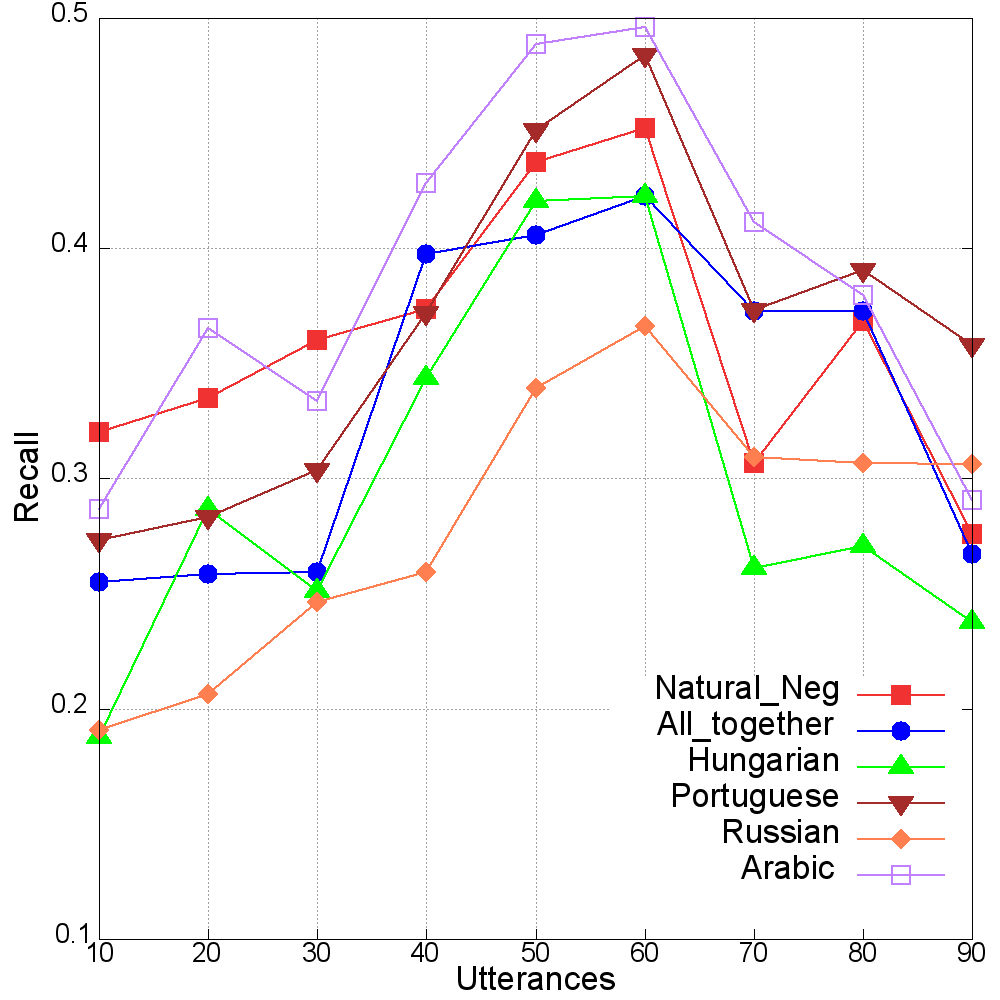 0.5
0.4
0.3
0.2
0.1
Recall
Natural_Neg
All_together
Hungarian
Portuguese
Russian
Arabic
10 20 30 40 50 60 70 80 90
Utterances